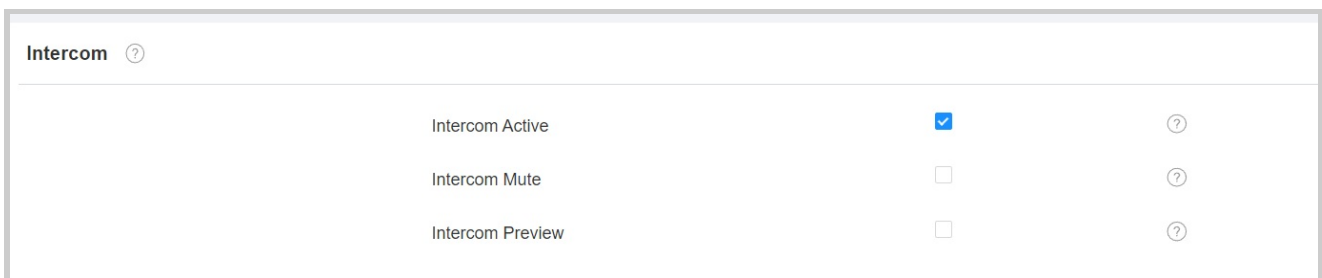 Intercom ?
Intercom Active ?
Intercom Mute ?
Intercom Preview ?